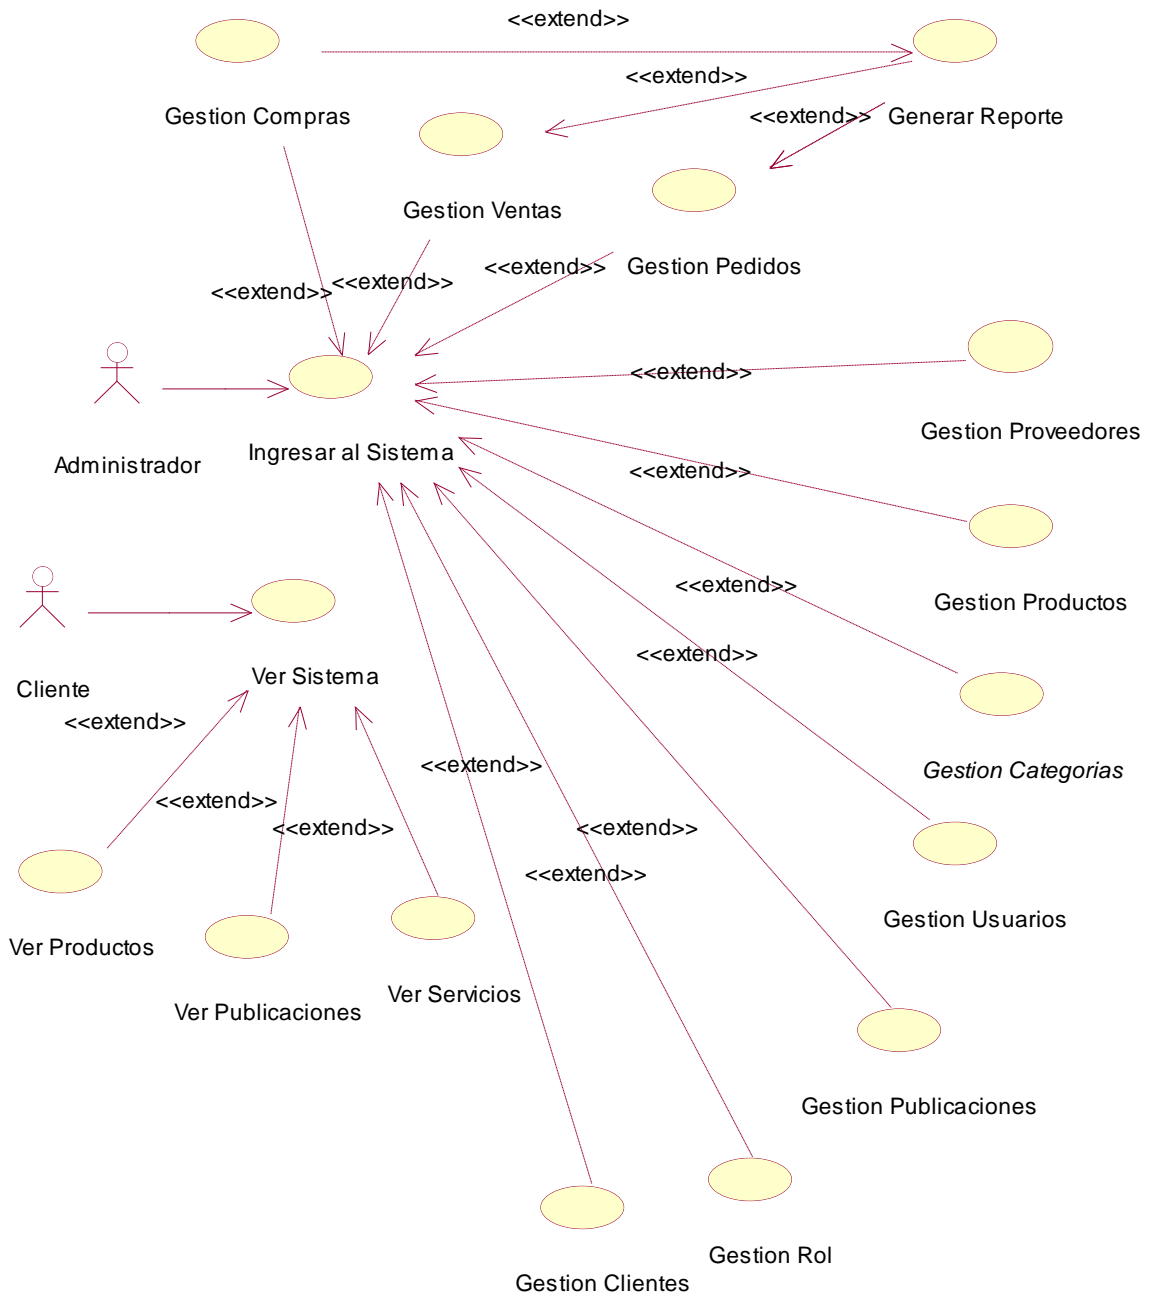 <<extend>>
<<extend>>
Gestion Compras
<<extend>>
Generar Reporte
Gestion Ventas
<<extend>>
Gestion Pedidos
<<extend>>
<<extend>>
<<extend>>
Gestion Proveedores
Ingresar al Sistema
Administrador
<<extend>>
<<extend>>
Gestion Productos
<<extend>>
Ver Sistema
Cliente
<<extend>>
<<extend>>
Gestion Categorias
<<extend>>
<<extend>>
<<extend>>
<<extend>>
Gestion Usuarios
Ver Productos
Ver Servicios
Ver Publicaciones
Gestion Publicaciones
Gestion Rol
Gestion Clientes